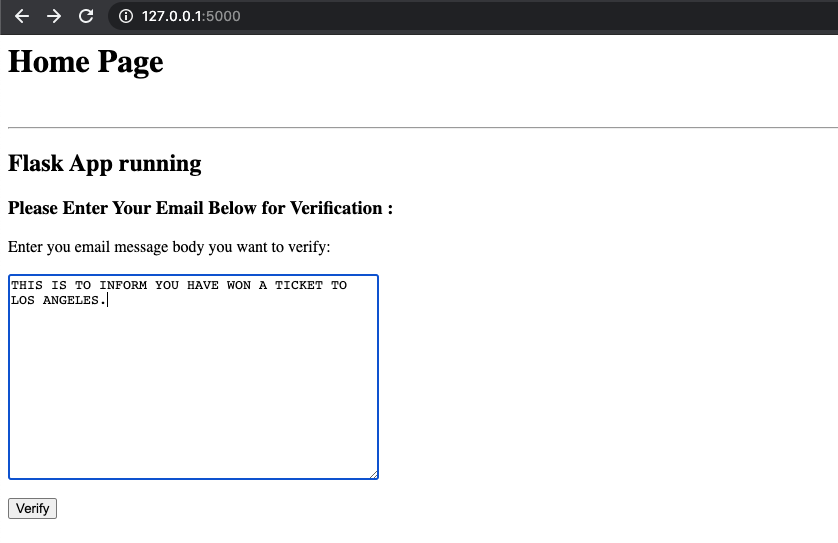 127.0.0.1:5000
Home Page
Flask App running
Please Enter Your Email Below for Verification :
Enter you email message body you want to verify:
THIS IS TO INFORM YOU HAVE WON A TICKET TO
LOS ANGELES.
Verify